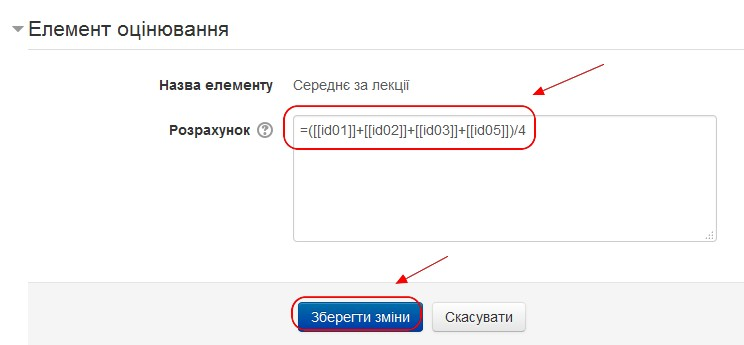 Елемент оцінювання
Назва елементу Середнє за лекції
Розрахунок ? =([[id01]]+[[id02]]+[[id03]]+[[id05]])/4
Зберегти зміни Скасувати